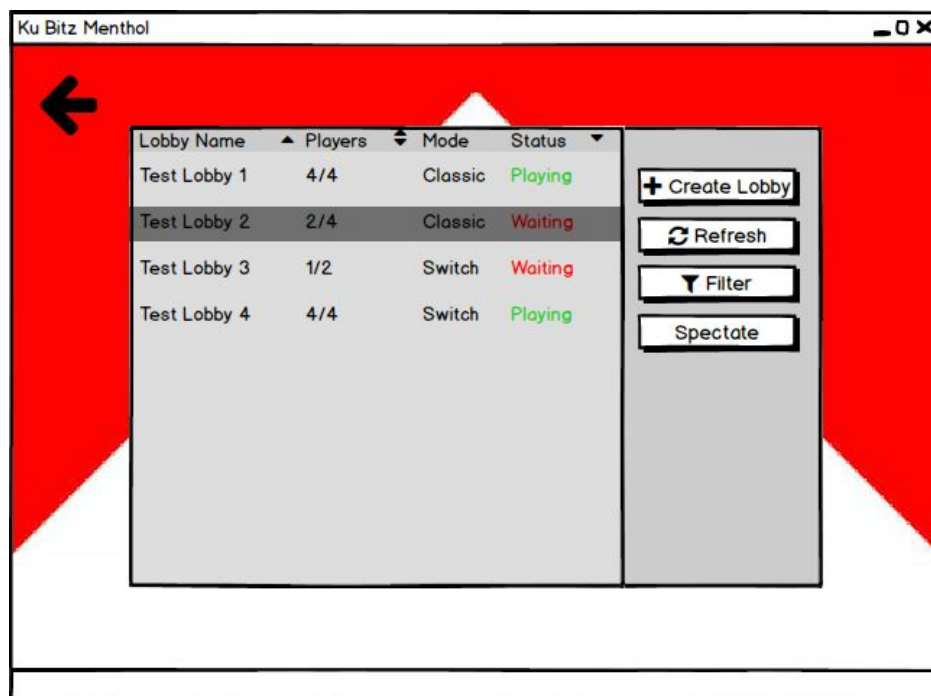 Ku Bitz Menthol
Lobby Name Players Mode Status
Test Lobby 1 4/4 Classic Playing
Test Lobby 2 2/4 Classic Waiting
Test Lobby 3 1/2 Switch Waiting
Test Lobby 4 4/4 Switch Playing
Create Lobby
Refresh
Filter
Spectate